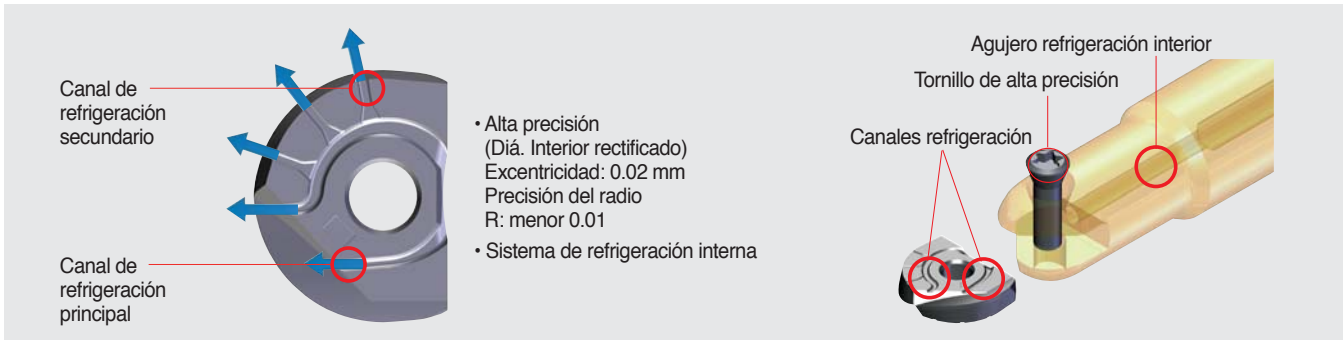 Canal de
refrigeración
secundario
Canal de
refrigeración
principal
• Alta precisión
(Diá. Interior rectificado)
Excentricidad: 0.02 mm
Precisión del radio
R: menor 0.01
• Sistema de refrigeración interna
Agujero refrigeración interior
Tornillo de alta precisión
Canales refrigeración